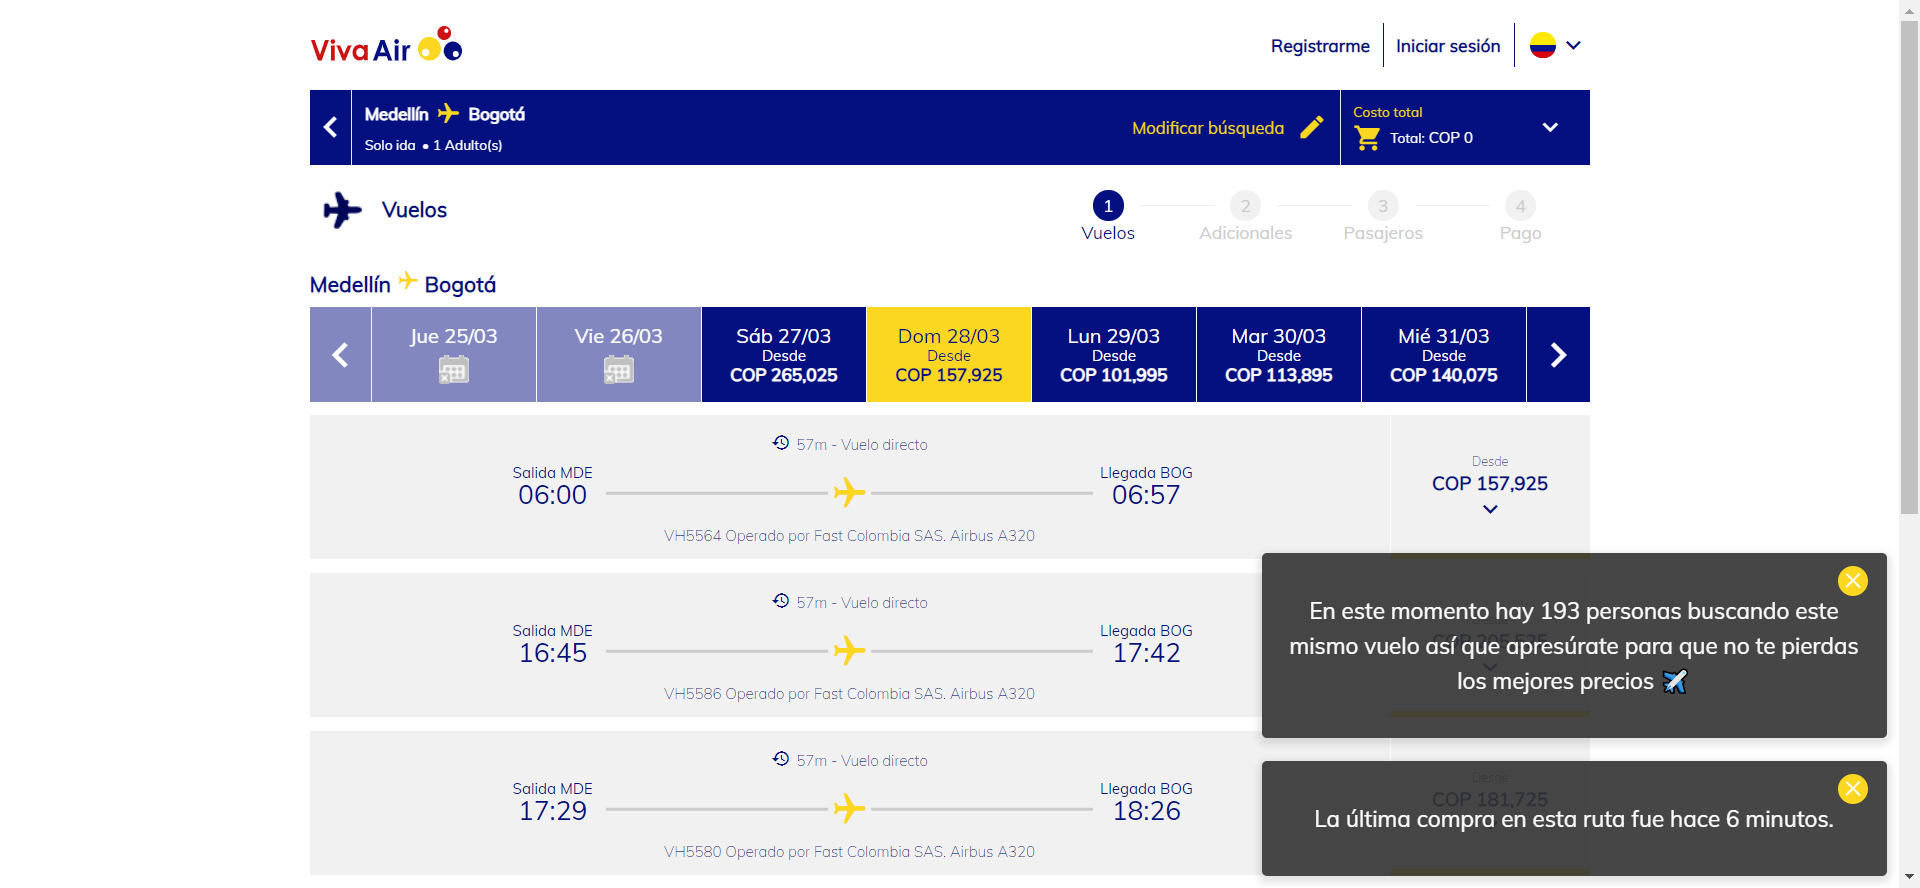 Viva Air
Registrarme
Iniciar sesión
Medellín Bogotá
Solo ida • 1 Adulto(s)
Modificar búsqueda
Costo total
Total: COP 0
Vuelos
1
2
3
4
Vuelos
Adicionales
Pasajeros
Pago
Medellín Bogotá
Jue 25/03
Vie 26/03
Sáb 27/03
Desde
COP 265,025
Dom 28/03
Desde
COP 157,925
Lun 29/03
Desde
COP 101,995
Mar 30/03
Desde
COP 113,895
Mié 31/03
Desde
COP 140,075
57m - Vuelo directo
Salida MDE
06:00
Llegada BOG
06:57
VH5564 Operado por Fast Colombia SAS. Airbus A320
Desde
COP 157,925
57m - Vuelo directo
Salida MDE
16:45
Llegada BOG
17:42
VH5586 Operado por Fast Colombia SAS. Airbus A320
En este momento hay 193 personas buscando este
mismo vuelo así que apresúrate para que no te pierdas
los mejores precios
57m - Vuelo directo
Salida MDE
17:29
Llegada BOG
18:26
VH5580 Operado por Fast Colombia SAS. Airbus A320
Desde
COP 181,725
La última compra en esta ruta fue hace 6 minutos.